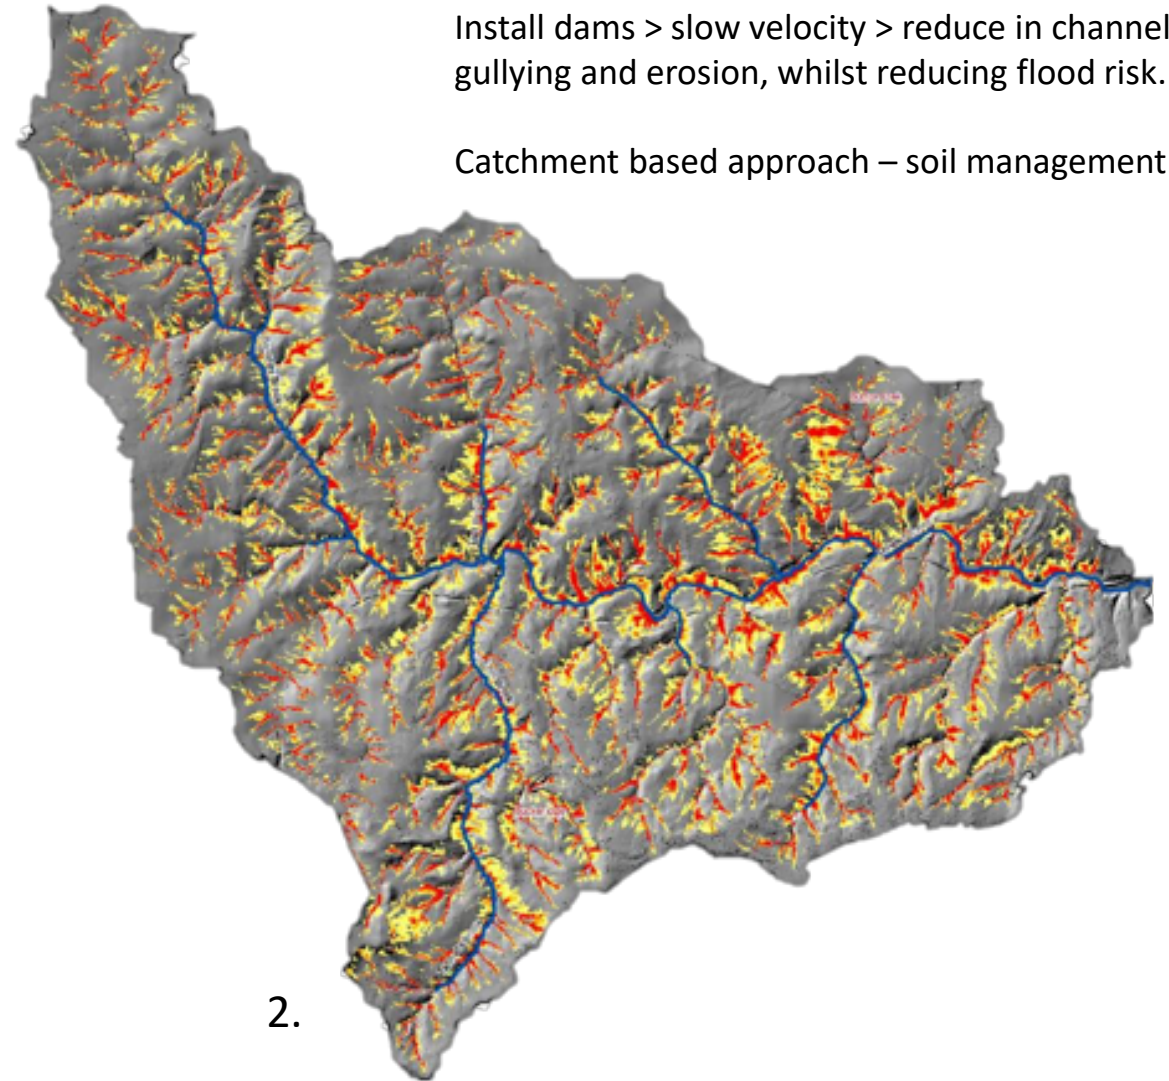 Install dams > slow velocity > reduce in channel
gullying and erosion, whilst reducing flood risk.
Catchment based approach – soil management
2.